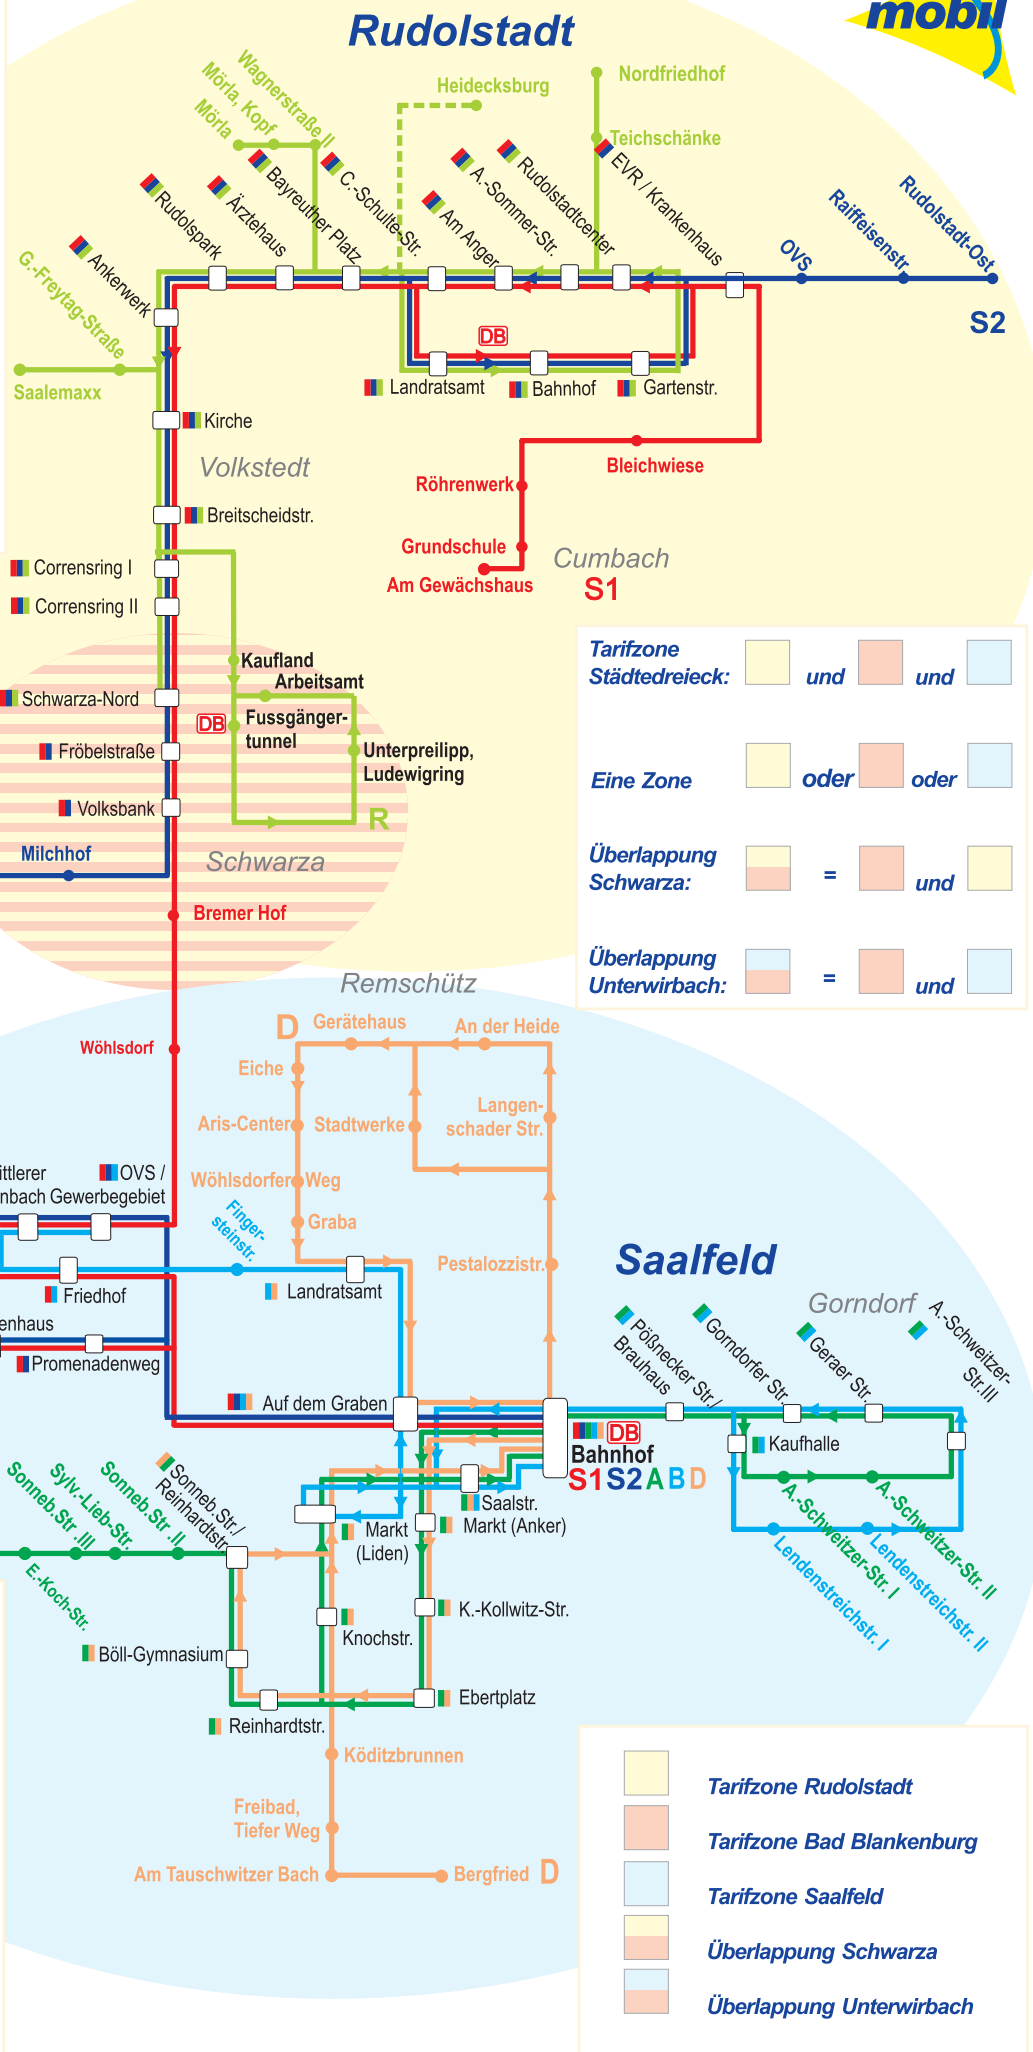 mobil
Rudolstadt
Nordfriedhof
Heidecksburg
Teichschänke
Wagnerstraße II
Mörla, Kopf
Mörla
Rudolspark
Ärztehaus
Bayreuther Platz
C.-Schulte-Str.
Am Anger
A.-Sommer-Str.
Rudolstadtcenter
EVR / Krankenhaus
OVS
Raiffeisenstr
Rudolstadt-Ost
S2
Ankerwerk
G.-Freytag-Straße
Saalemaxx
DB
Landratsamt
Bahnhof
Gartenstr.
Kirche
Volkstedt
Bleichwiese
Röhrenwerk
Breitscheidstr.
Grundschule
Cumbach
Am Gewächshaus
S1
CorrenSring I
Corrensring II
Kaufland
Arbeitsamt
Schwarza-Nord
DB
Fussgänger-
tunnel
Fröbelstraße
Unterpreilipp,
Ludewigring
Volksbank
R
Milchhof
Schwarza
Bremer Hof
Tarifzone
Städtedreieck:
und
und
Eine Zone
oder
oder
Überlappung
Schwarza:
=
und
Überlappung
Unterwirbach:
=
und
Remschütz
D
Gerätehaus
An der Heide
Wöhlsdorf
Eiche
Aris-Center
Stadtwerke
Langen-
schader Str.
ittlerer
nbach
OVS /
Gewerbegebiet
Wöhlsdorfer Weg
Finger-
steinstr.
Graba
Pestalozzistr.
Landratsamt
Friedhof
Saalfeld
Gorndorf
enhaus
Promenadenweg
Pößnecker Str./
Brauhaus
Gorndorfer Str.
Geraer Str.
A.-Schweitzer-
Str.III
Auf dem Graben
DB
Bahnhof
S1 S2 A B D
Kaufhalle
Sonneb.Str./
Reinhardtstr.
Sonneb.Str .III
Sylv.-Lieb-Str.
Sonneb.Str .II
E.-Koch-Str.
Saalstr.
Markt
(Liden)
Markt (Anker)
A.-Schweitzer-Str. I
A.-Schweitzer-Str. II
Lendenstreichstr. I
Lendenstreichstr. II
K.-Kollwitz-Str.
Knochstr.
Böll-Gymnasium
Ebertplatz
Reinhardtstr.
Köditzbrunnen
Freibad,
Tiefer Weg
Am Tauschwitzer Bach
Bergfried
D
Tarifzone Rudolstadt
Tarifzone Bad Blankenburg
Tarifzone Saalfeld
Überlappung Schwarza
Überlappung Unterwirbach